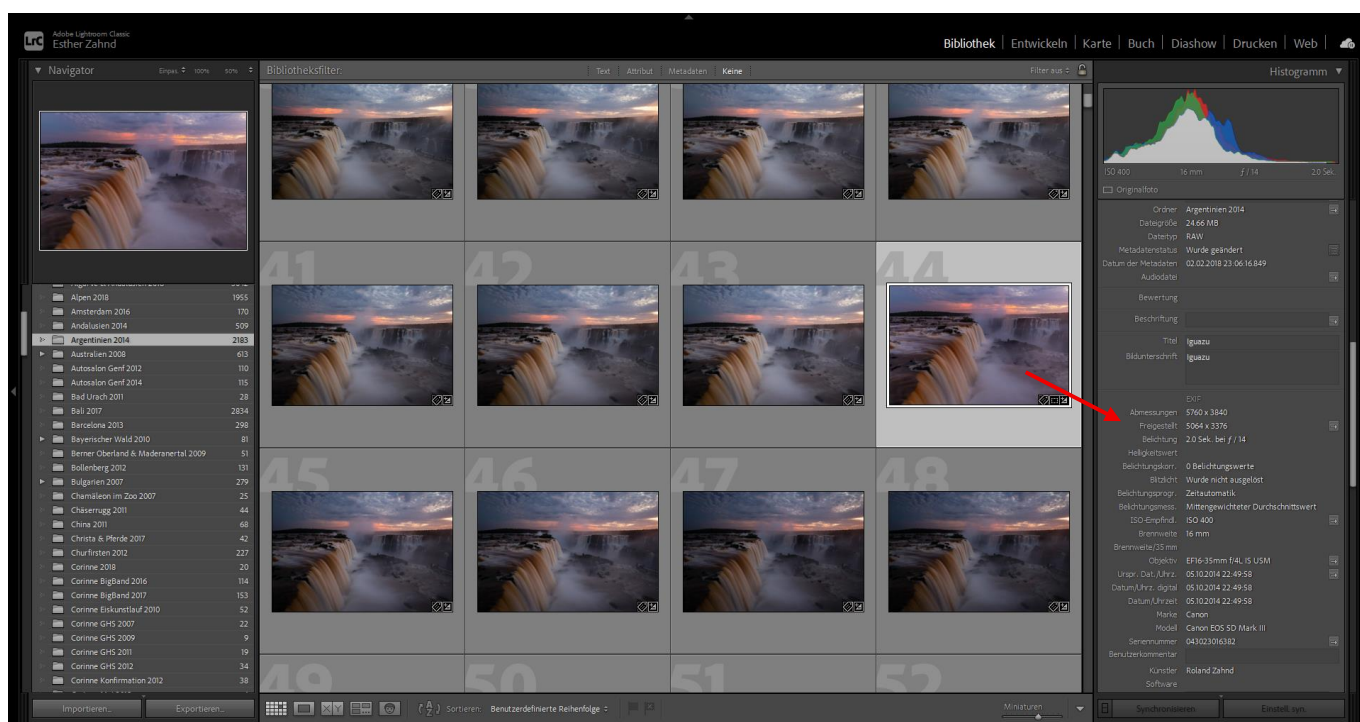 Adobe Lightroom Classic
LrC Esther Zahnd
Bibliothek | Entwickeln | Karte | Buch | Diashow | Drucken | Web |
Navigator Einpas. 100% 50%
Bibliotheksfilter: Text Attribut Metadaten Keine Filter aus
Histogramm
ISO 400 16 mm ƒ / 14 2.0 Sek.
Originalfoto
Alpen 2018 1955
Amsterdam 2016 170
Andalusien 2014 509
Argentinien 2014 2183
Australien 2008 613
Autosalon Genf 2012 110
Autosalon Genf 2014 115
Bad Urach 2011 28
Bali 2017 2834
Barcelona 2013 298
Bayerischer Wald 2010 81
Berner Oberland & Maderanertal 2009 51
Bollenberg 2012 131
Bulgarien 2007 279
Chamäleon im Zoo 2007 25
Chäserrugg 2011 44
China 2011 68
Christa & Pferde 2017 42
Churfirsten 2012 227
Corinne 2018 20
Corinne BigBand 2016 114
Corinne BigBand 2017 153
Corinne Eiskunstlauf 2010 52
Corinne GHS 2007 22
Corinne GHS 2009 9
Corinne GHS 2011 19
Corinne GHS 2012 34
Corinne Konfirmation 2012 38
Importieren... Exportieren...
41 42 43 44
45 46 47 48
49 50 51 52
Sortieren: Benutzerdefinierte Reihenfolge
Miniaturen
Ordner Argentinien 2014
Dateigröße 24.66 MB
Dateityp RAW
Metadatenstatus Wurde geändert
Datum der Metadaten 02.02.2018 23:06:16.849
Audiodatei
Bewertung
Beschriftung
Titel Iguazu
Bildunterschrift Iguazu
EXIF
Abmessungen 5760 x 3840
Freigestellt 5064 x 3376
Belichtung 2.0 Sek. bei ƒ / 14
Helligkeitswert
Belichtungskorr. 0 Belichtungswerte
Blitzlicht Wurde nicht ausgelöst
Belichtungsprogr. Zeitautomatik
Belichtungsmess. Mittengewichteter Durchschnittswert
ISO-Empfindl. ISO 400
Brennweite 16 mm
Brennweite/35 mm
Objektiv EF16-35mm f/4L IS USM
Urspr. Dat./Uhrz. 05.10.2014 22:49:58
Datum/Uhrz. digital 05.10.2014 22:49:58
Datum/Uhrzeit 05.10.2014 22:49:58
Marke Canon
Modell Canon EOS 5D Mark III
Seriennummer 043023016382
Benutzerkommentar
Künstler Roland Zahnd
Software
Synchronisieren. Einstell. syn.